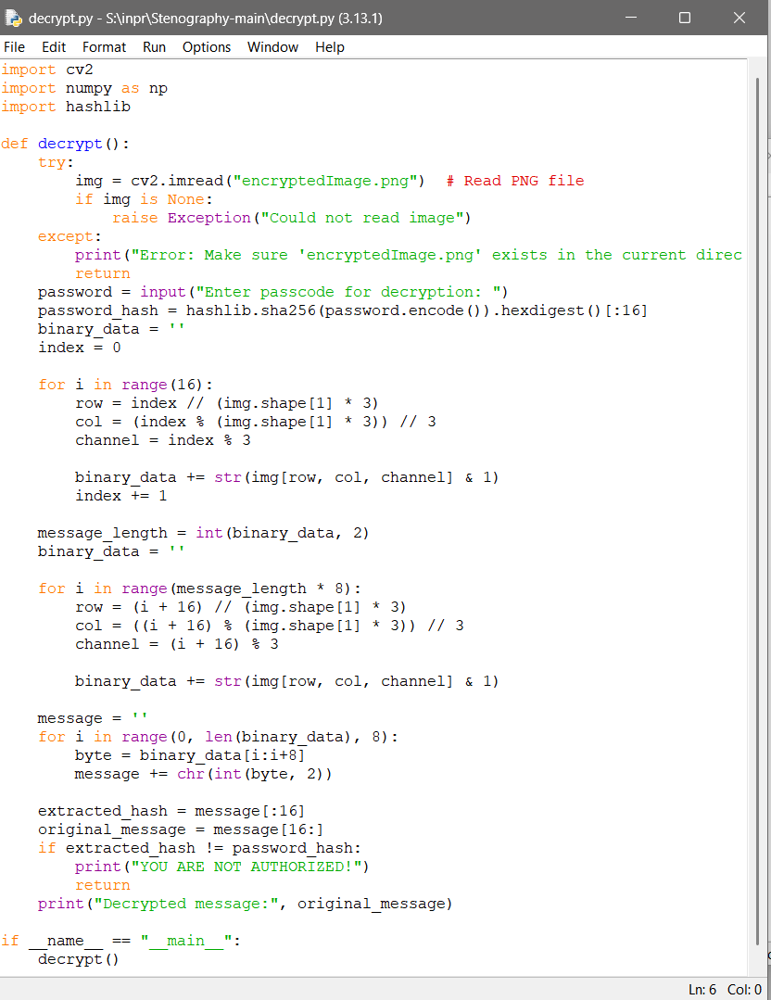 decrypt.py - S:\inpr\Stenography-main\decrypt.py (3.13.1)
File Edit Format Run Options Window Help
import cv2
import numpy as np
import hashlib

def decrypt():
    try:
        img = cv2.imread("encryptedImage.png")  # Read PNG file
        if img is None:
            raise Exception("Could not read image")
    except:
        print("Error: Make sure 'encryptedImage.png' exists in the current direc
        return
    password = input("Enter passcode for decryption: ")
    password_hash = hashlib.sha256(password.encode()).hexdigest()[:16]
    binary_data = ''
    index = 0

    for i in range(16):
        row = index // (img.shape[1] * 3)
        col = (index % (img.shape[1] * 3)) // 3
        channel = index % 3

        binary_data += str(img[row, col, channel] & 1)
        index += 1

    message_length = int(binary_data, 2)
    binary_data = ''

    for i in range(message_length * 8):
        row = (i + 16) // (img.shape[1] * 3)
        col = ((i + 16) % (img.shape[1] * 3)) // 3
        channel = (i + 16) % 3

        binary_data += str(img[row, col, channel] & 1)

    message = ''
    for i in range(0, len(binary_data), 8):
        byte = binary_data[i:i+8]
        message += chr(int(byte, 2))

    extracted_hash = message[:16]
    original_message = message[16:]
    if extracted_hash != password_hash:
        print("YOU ARE NOT AUTHORIZED!")
        return
    print("Decrypted message:", original_message)

if __name__ == "__main__":
    decrypt()
Ln: 6 Col: 0